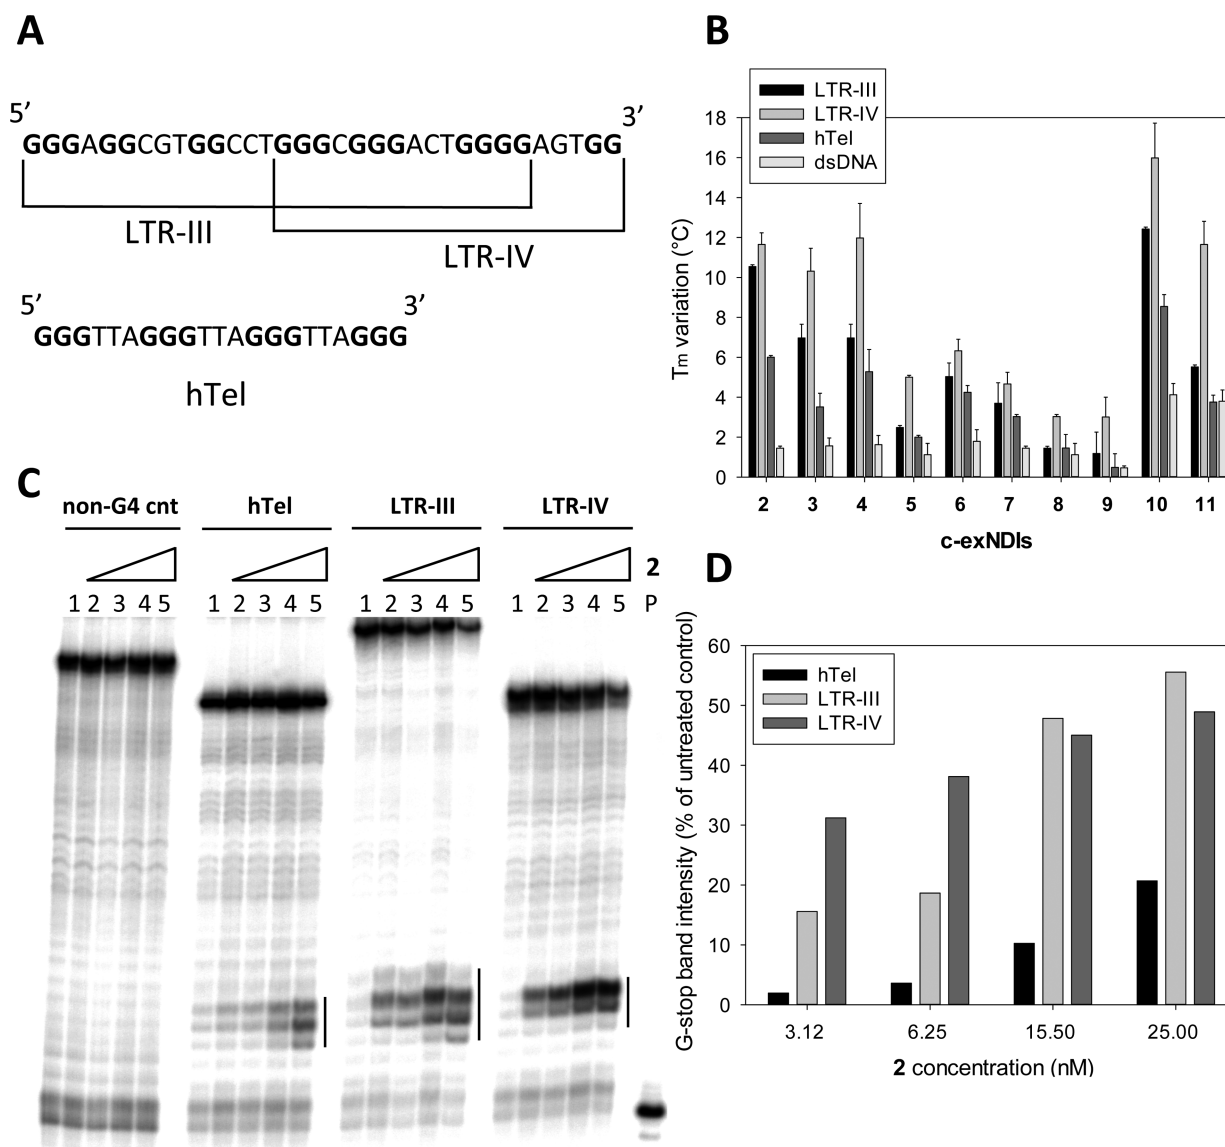 A
5’ 3’
GGGAGGCGTGGCCTGGGCGGGACTGGGGAGTGG
LTR-III
LTR-IV
5’ 3’
GGGTTAGGGTTAGGGTTAGGG
hTel
B
LTR-III
LTR-IV
hTel
dsDNA
Tm variation (°C)
18
16
14
12
10
8
6
4
2
0
2 3 4 5 6 7 8 9 10 11
c-exNDIs
C
non-G4 cnt hTel LTR-III LTR-IV
2
1 2 3 4 5 1 2 3 4 5 1 2 3 4 5 1 2 3 4 5 P
D
hTel
LTR-III
LTR-IV
G-stop band intensity (% of untreated control)
60
50
40
30
20
10
0
3.12 6.25 15.50 25.00
2 concentration (nM)